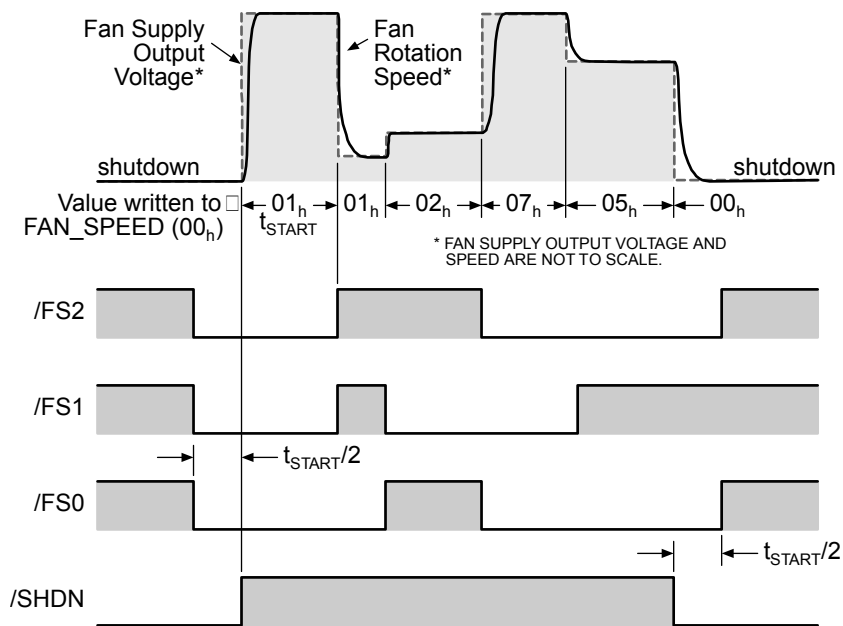 Fan Supply
Output
Voltage*
Fan
Rotation
Speed*
shutdown
shutdown
Value written to □
FAN_SPEED (00h)
01h
tSTART
01h
02h
07h
05h
00h
* FAN SUPPLY OUTPUT VOLTAGE AND
SPEED ARE NOT TO SCALE.
/FS2
/FS1
tSTART/2
/FS0
tSTART/2
/SHDN